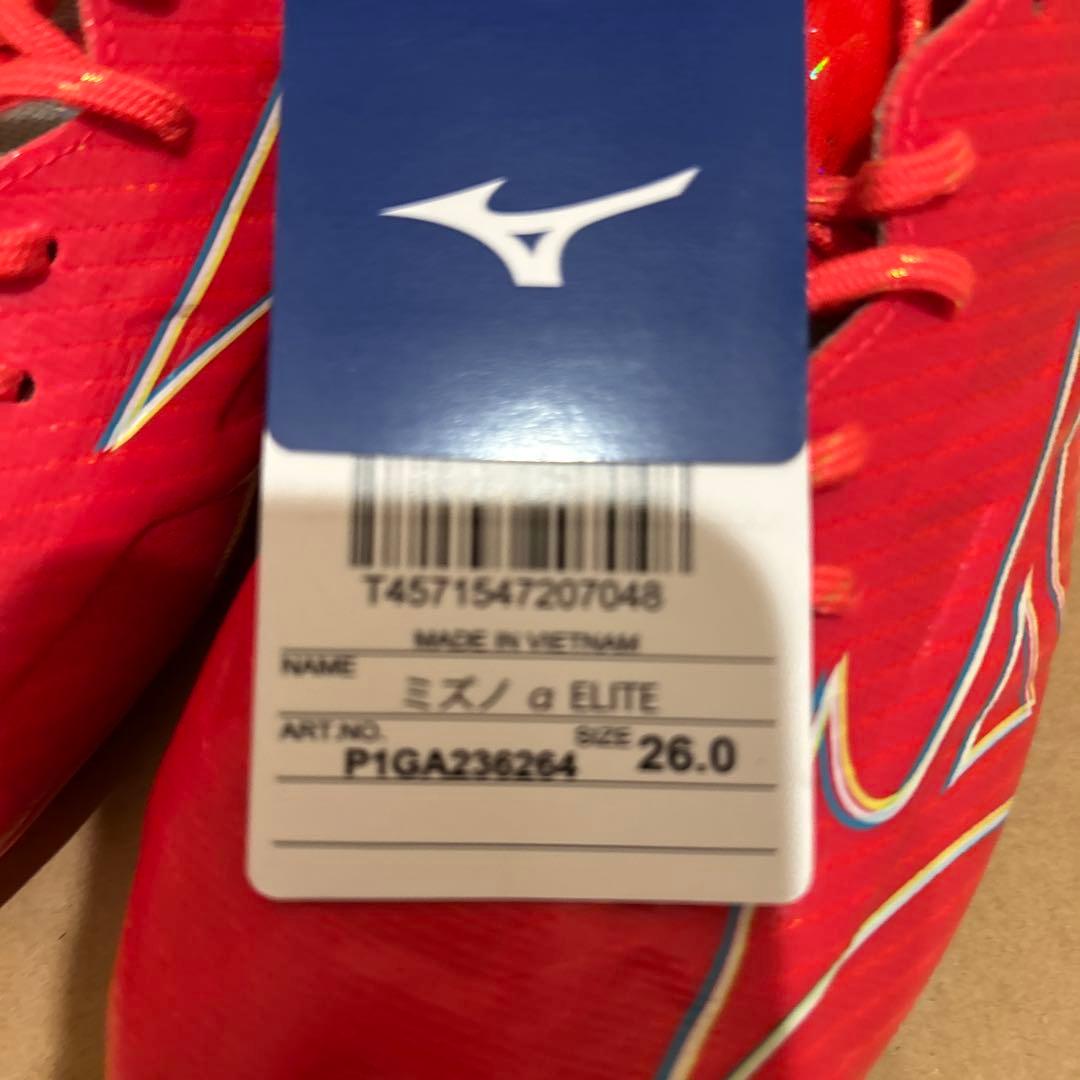 T4571547207048
MADE IN VIETNAM
NAME
ミズノ α ELITE
ART.NO.
P1GA236264
SIZE 26.0